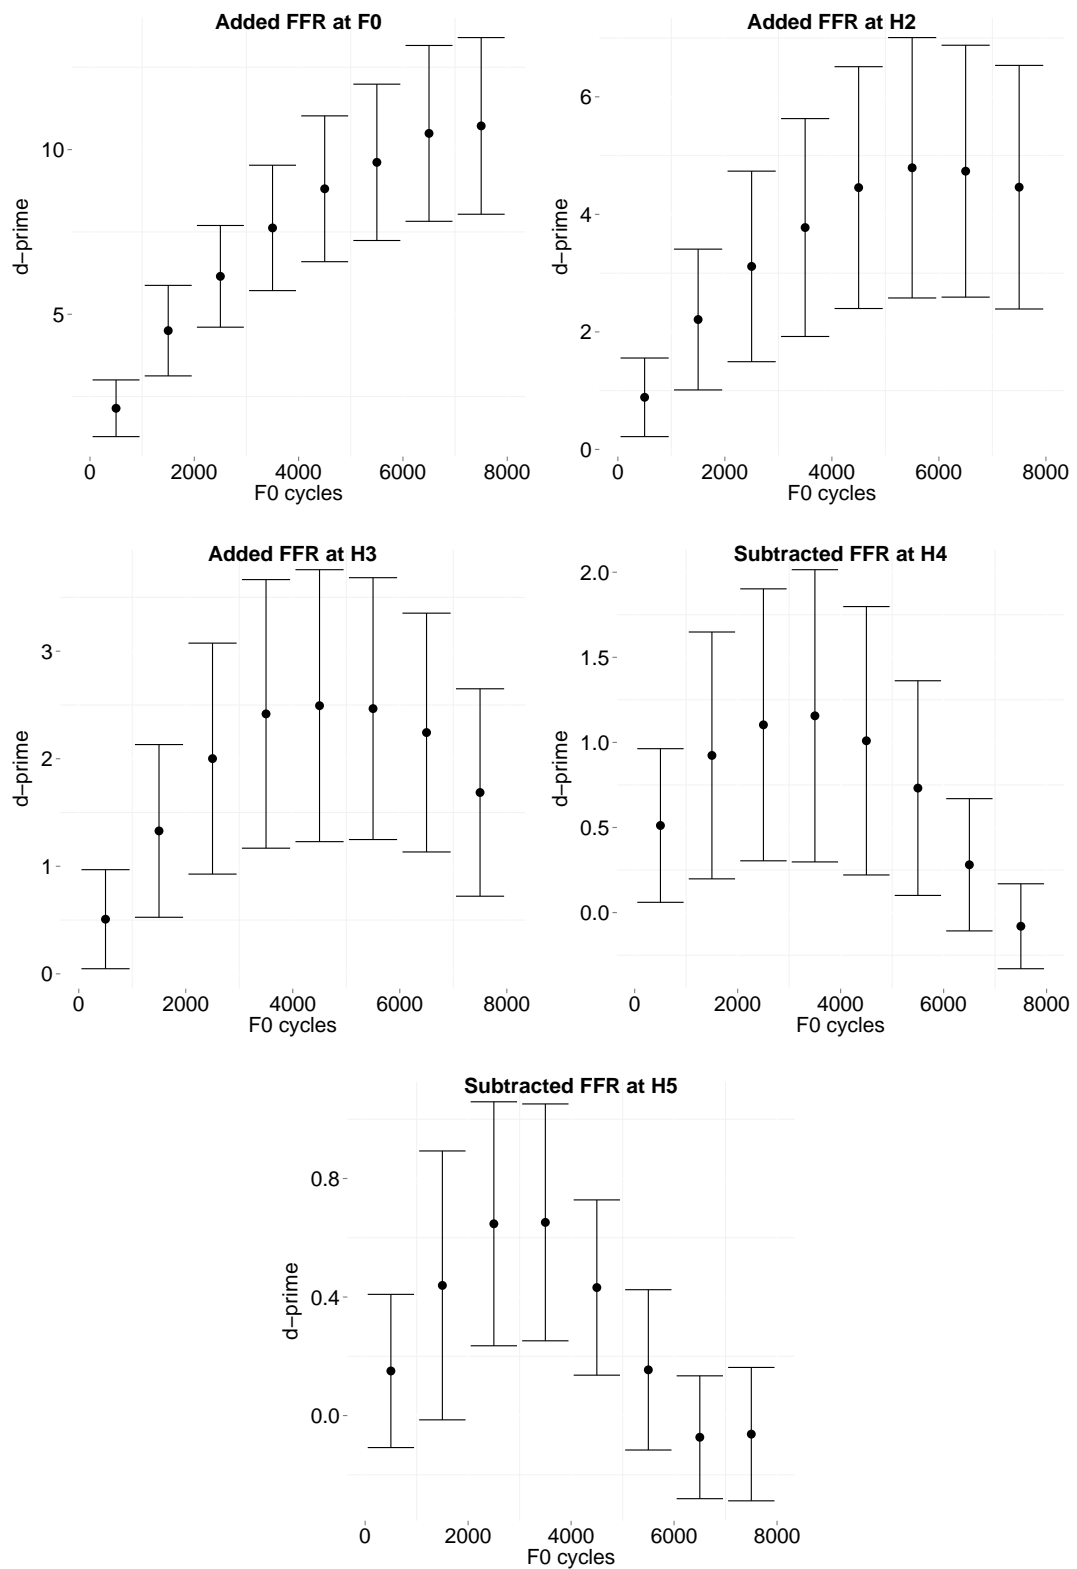 Added FFR at F0
d−prime
10
5
0 2000 4000 6000 8000
F0 cycles
Added FFR at H2
d−prime
6
4
2
0
0 2000 4000 6000 8000
F0 cycles
Added FFR at H3
d−prime
3
2
1
0
0 2000 4000 6000 8000
F0 cycles
Subtracted FFR at H4
d−prime
2.0
1.5
1.0
0.5
0.0
0 2000 4000 6000 8000
F0 cycles
Subtracted FFR at H5
d−prime
0.8
0.4
0.0
0 2000 4000 6000 8000
F0 cycles